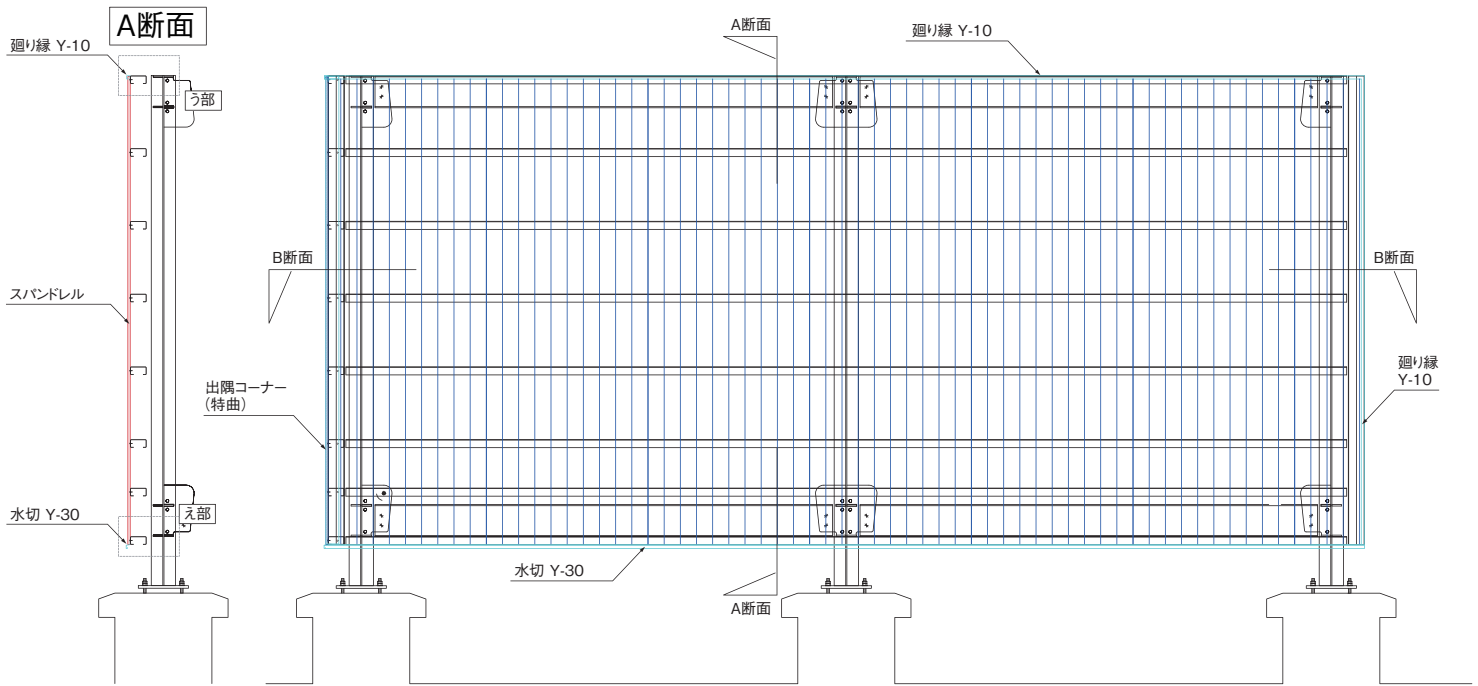 A断面
廻り縁 Y-10
う部
スパンドレル
水切 Y-30
え部
A断面
廻り縁 Y-10
B断面
B断面
出隅コーナー
（特曲）
廻り縁
Y-10
水切 Y-30
A断面